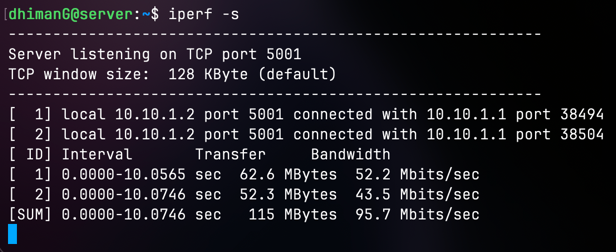 dhimanG@server:~$ iperf -s
------------------------------------------------------------
Server listening on TCP port 5001
TCP window size:  128 KByte (default)
------------------------------------------------------------
[  1] local 10.10.1.2 port 5001 connected with 10.10.1.1 port 38494
[  2] local 10.10.1.2 port 5001 connected with 10.10.1.1 port 38504
[ ID] Interval       Transfer     Bandwidth
[  1] 0.0000-10.0565 sec  62.6 MBytes  52.2 Mbits/sec
[  2] 0.0000-10.0746 sec  52.3 MBytes  43.5 Mbits/sec
[SUM] 0.0000-10.0746 sec   115 MBytes  95.7 Mbits/sec